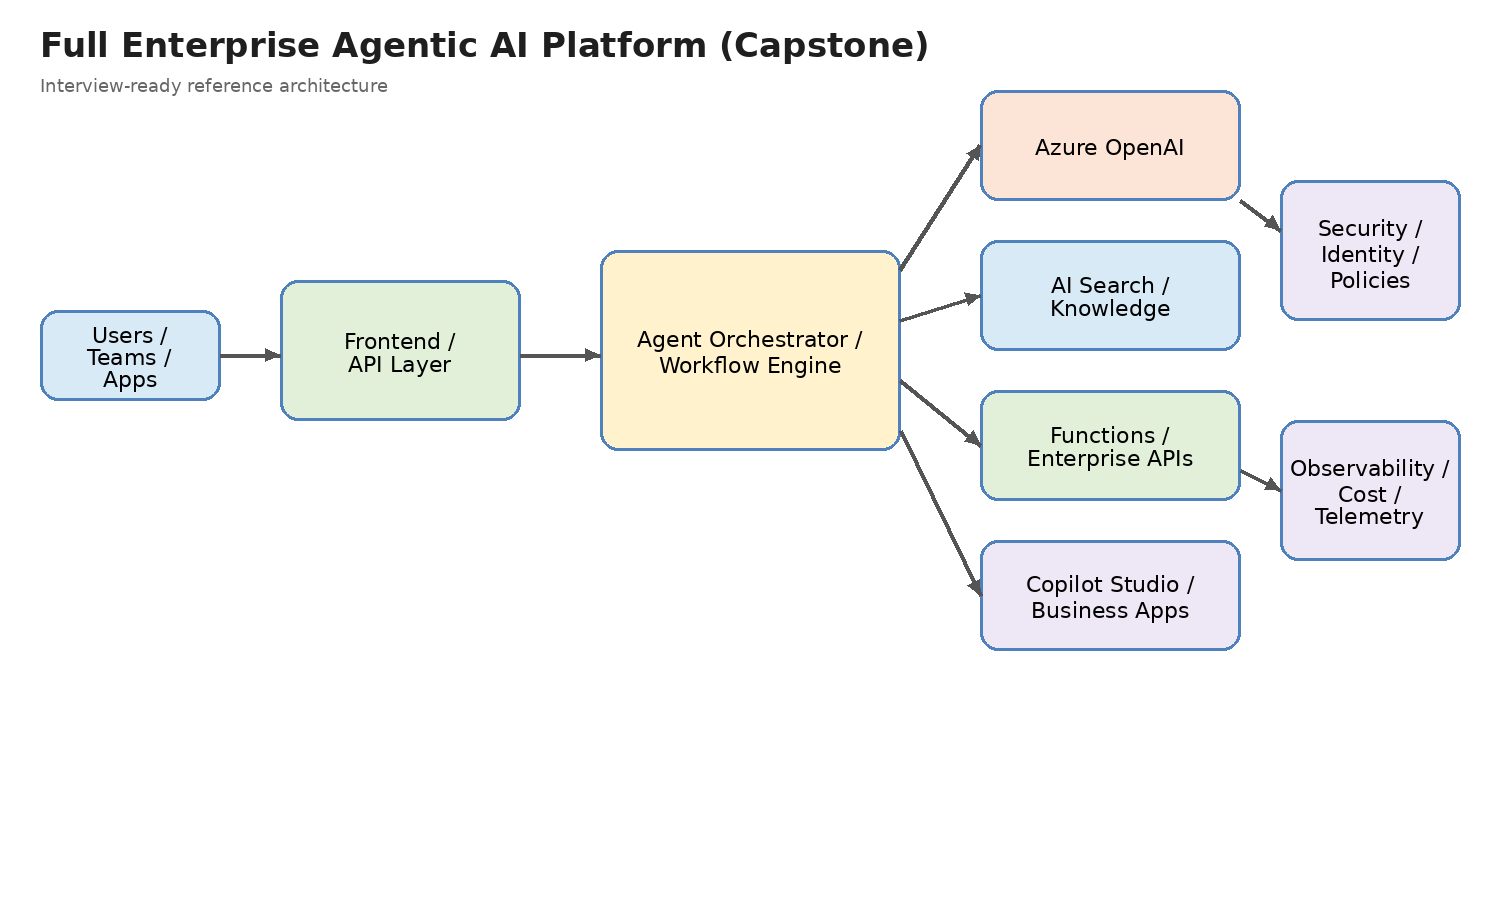 Full Enterprise Agentic AI Platform (Capstone)
Interview-ready reference architecture
Users /
Teams /
Apps
Frontend /
API Layer
Agent Orchestrator /
Workflow Engine
Azure OpenAI
AI Search /
Knowledge
Functions /
Enterprise APIs
Copilot Studio /
Business Apps
Security /
Identity /
Policies
Observability /
Cost /
Telemetry